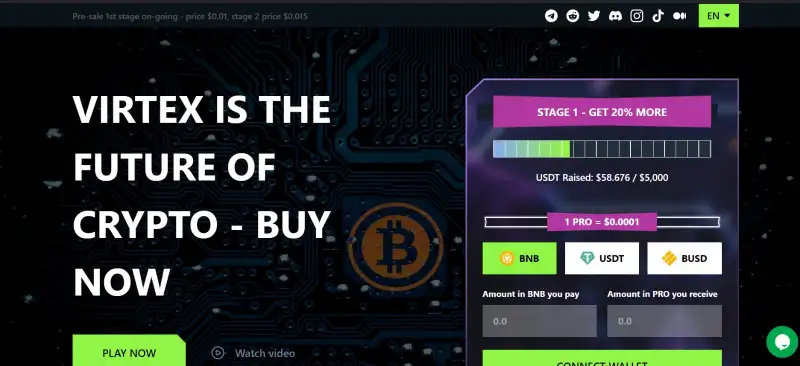 Pre-sale 1st stage on-going - price $0.01, stage 2 price $0.015
EN
VIRTEX IS THE
FUTURE OF
CRYPTO - BUY
NOW
PLAY NOW
Watch video
STAGE 1 - GET 20% MORE
USDT Raised: $58.676 / $5,000
1 PRO = $0.0001
BNB
USDT
BUSD
Amount in BNB you pay
Amount in PRO you receive
0.0
0.0
CONNECT WALLET